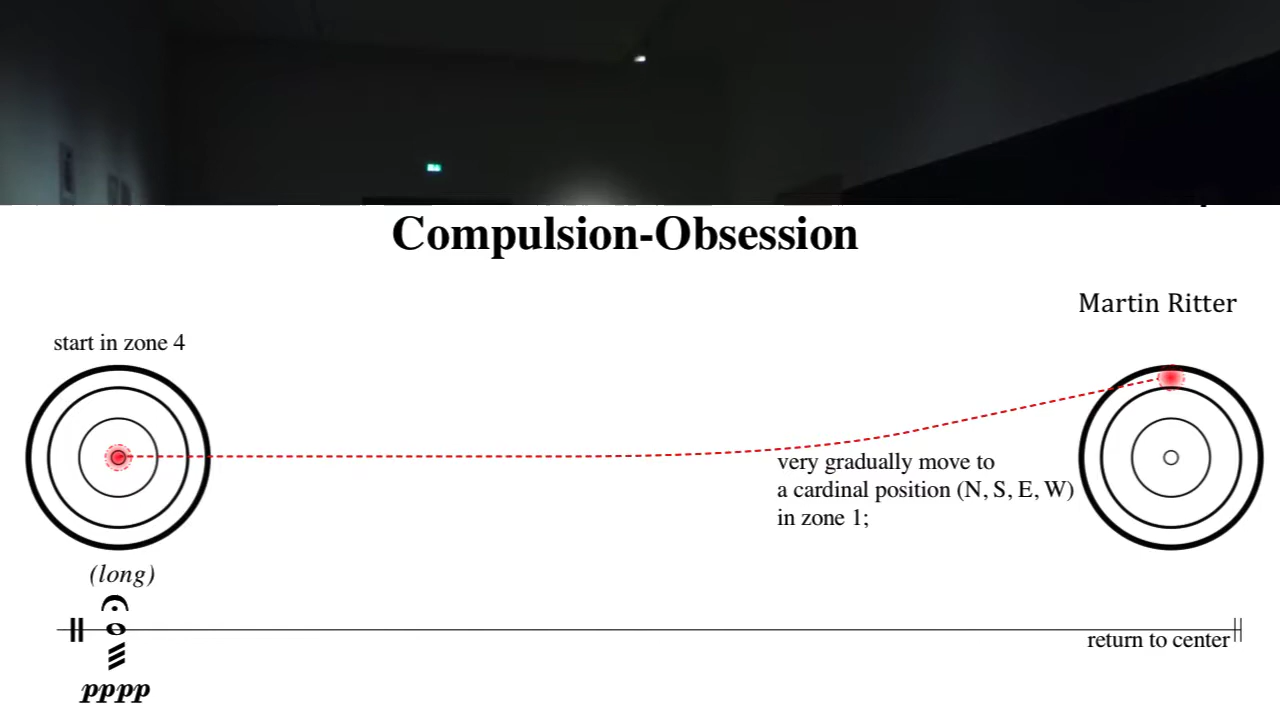 Compulsion-Obsession
Martin Ritter
start in zone 4
very gradually move to
a cardinal position (N, S, E, W)
in zone 1;
(long)
return to center
pppp